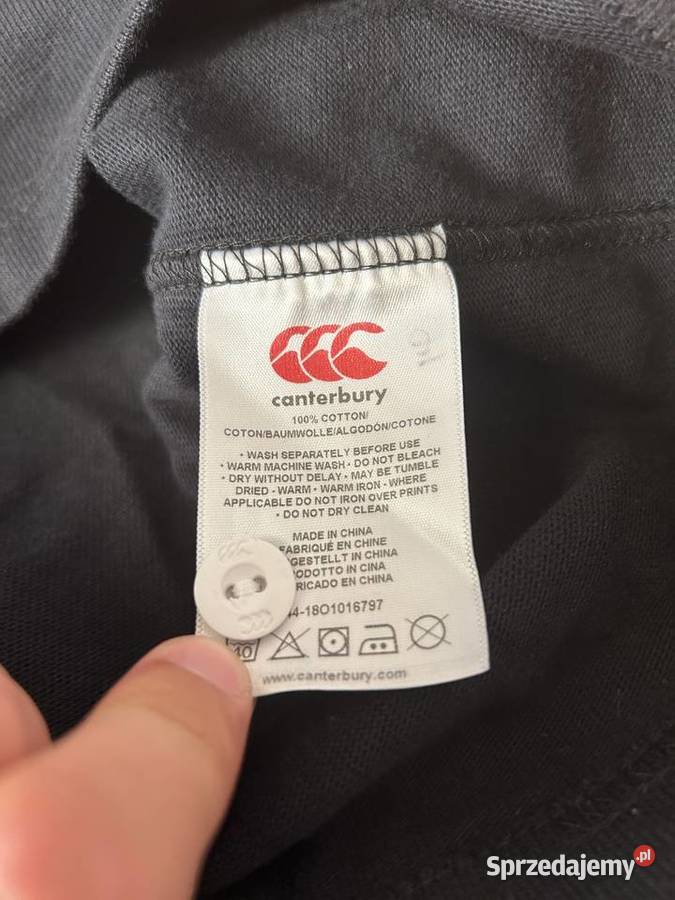 canterbury
100% COTTON/
COTON/BAUMWOLLE/ALGODÓN/COTONE
• WASH SEPARATELY BEFORE USE
• WARM MACHINE WASH • DO NOT BLEACH
• DRY WITHOUT DELAY • MAY BE TUMBLE
DRIED - WARM • WARM IRON - WHERE
APPLICABLE DO NOT IRON OVER PRINTS
• DO NOT DRY CLEAN
MADE IN CHINA
FABRIQUÉ EN CHINE
GESTELLT IN CHINA
ODOTTO IN CINA
RICADO EN CHINA
4-18O1016797
40
www.canterbury.com
Sprzedajemy.pl